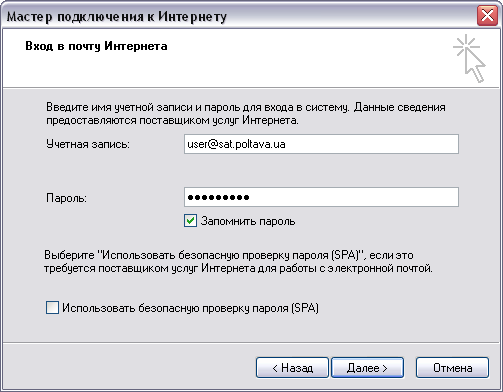 Мастер подключения к Интернету
Вход в почту Интернета
Введите имя учетной записи и пароль для входа в систему. Данные сведения
предоставляются поставщиком услуг Интернета.
Учетная запись: user@sat.poltava.ua
Пароль: ●●●●●●●●●
Запомнить пароль
Выберите "Использовать безопасную проверку пароля (SPA)", если это
требуется поставщиком услуг Интернета для работы с электронной почтой.
Использовать безопасную проверку пароля (SPA)
< Назад Далее > Отмена